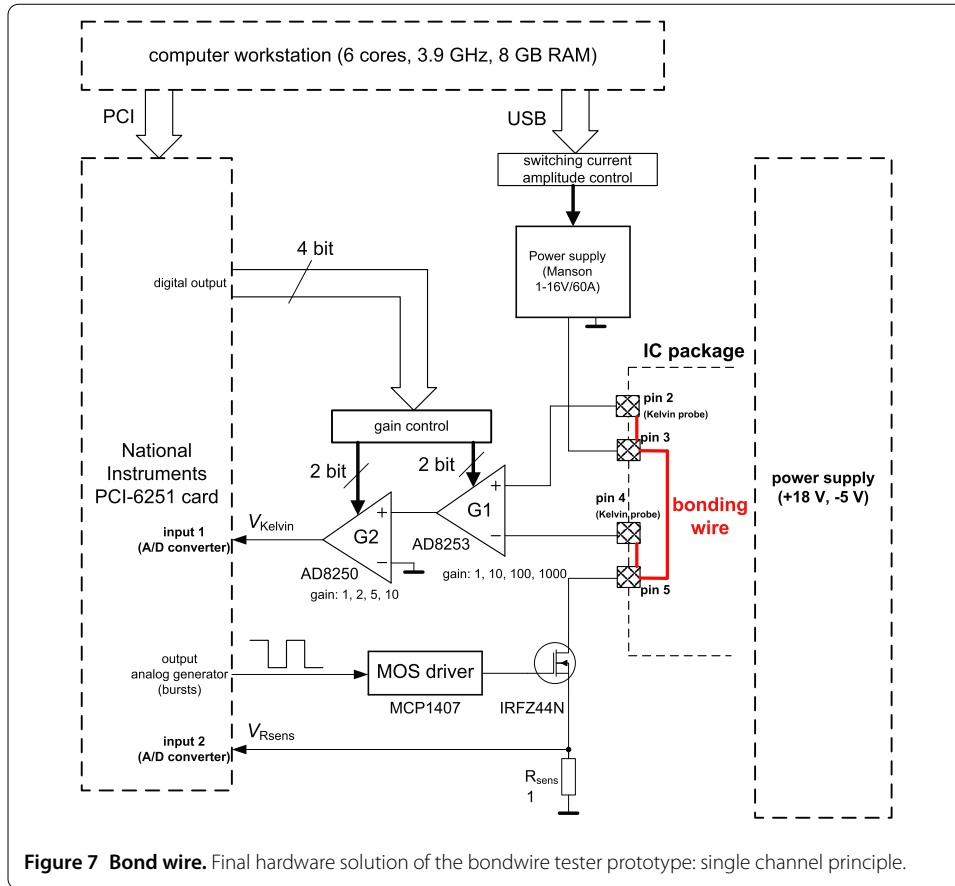 computer workstation (6 cores, 3.9 GHz, 8 GB RAM)
PCI
USB
switching current
amplitude control
Power supply
(Manson
1-16V/60A)
4 bit
digital output
IC package
pin 2
(Kelvin probe)
pin 3
gain control
2 bit
2 bit
National
Instruments
PCI-6251 card
power supply
(+18 V, -5 V)
pin 4
(Kelvin probe)
bonding
wire
+
G1
−
+
G2
−
VKelvin
input 1
(A/D converter)
AD8253
AD8250
gain: 1, 10, 100, 1000
gain: 1, 2, 5, 10
pin 5
output
analog generator
(bursts)
MOS driver
MCP1407
IRFZ44N
VRsens
input 2
(A/D converter)
Rsens
1
Figure 7 Bond wire. Final hardware solution of the bondwire tester prototype: single channel principle.